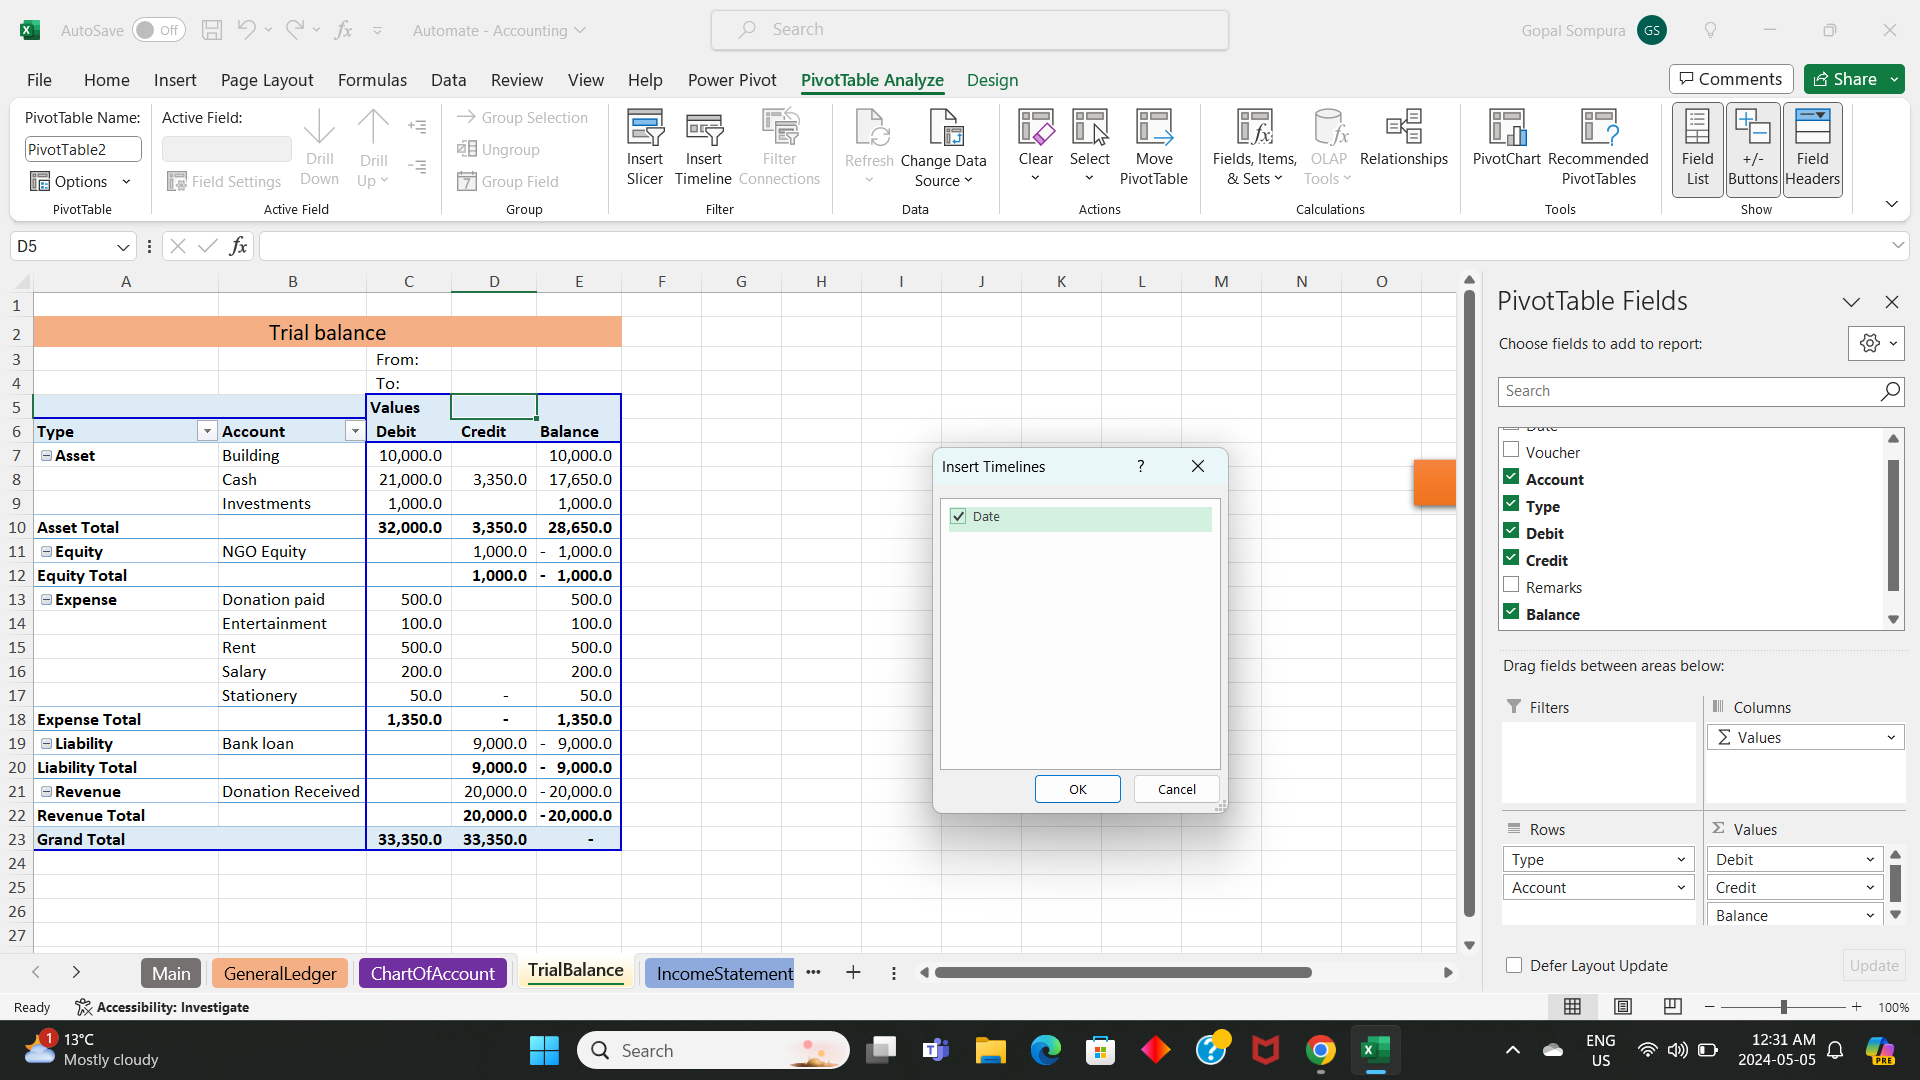 AutoSave Off Automate - Accounting Search Gopal Sompura GS
File Home Insert Page Layout Formulas Data Review View Help Power Pivot PivotTable Analyze Design Comments Share
PivotTable Name:
PivotTable2
Options
PivotTable
Active Field:
Field Settings
Drill Down
Drill Up
Active Field
Group Selection
Ungroup
Group Field
Group
Insert Slicer
Insert Timeline
Filter Connections
Filter
Refresh
Change Data Source
Data
Clear
Select
Move PivotTable
Actions
Fields, Items, & Sets
OLAP Tools
Relationships
Calculations
PivotChart
Recommended PivotTables
Tools
Field List
+/- Buttons
Field Headers
Show
D5 fx
A B C D E F G H I J K L M N O
1
2 Trial balance
3 From:
4 To:
5 Values
6 Type Account Debit Credit Balance
7 Asset Building 10,000.0 10,000.0
8 Cash 21,000.0 3,350.0 17,650.0
9 Investments 1,000.0 1,000.0
10 Asset Total 32,000.0 3,350.0 28,650.0
11 Equity NGO Equity 1,000.0 - 1,000.0
12 Equity Total 1,000.0 - 1,000.0
13 Expense Donation paid 500.0 500.0
14 Entertainment 100.0 100.0
15 Rent 500.0 500.0
16 Salary 200.0 200.0
17 Stationery 50.0 - 50.0
18 Expense Total 1,350.0 - 1,350.0
19 Liability Bank loan 9,000.0 - 9,000.0
20 Liability Total 9,000.0 - 9,000.0
21 Revenue Donation Received 20,000.0 - 20,000.0
22 Revenue Total 20,000.0 - 20,000.0
23 Grand Total 33,350.0 33,350.0 -
24
25
26
27
Insert Timelines ?
Date
OK Cancel
PivotTable Fields
Choose fields to add to report:
Search
Date
Voucher
Account
Type
Debit
Credit
Remarks
Balance
Drag fields between areas below:
Filters
Columns
Values
Rows
Type
Account
Values
Debit
Credit
Balance
Defer Layout Update Update
Main GeneralLedger ChartOfAccount TrialBalance IncomeStatement ...
Ready Accessibility: Investigate 100%
1
13°C
Mostly cloudy
Search
ENG
US
12:31 AM
2024-05-05
PRE